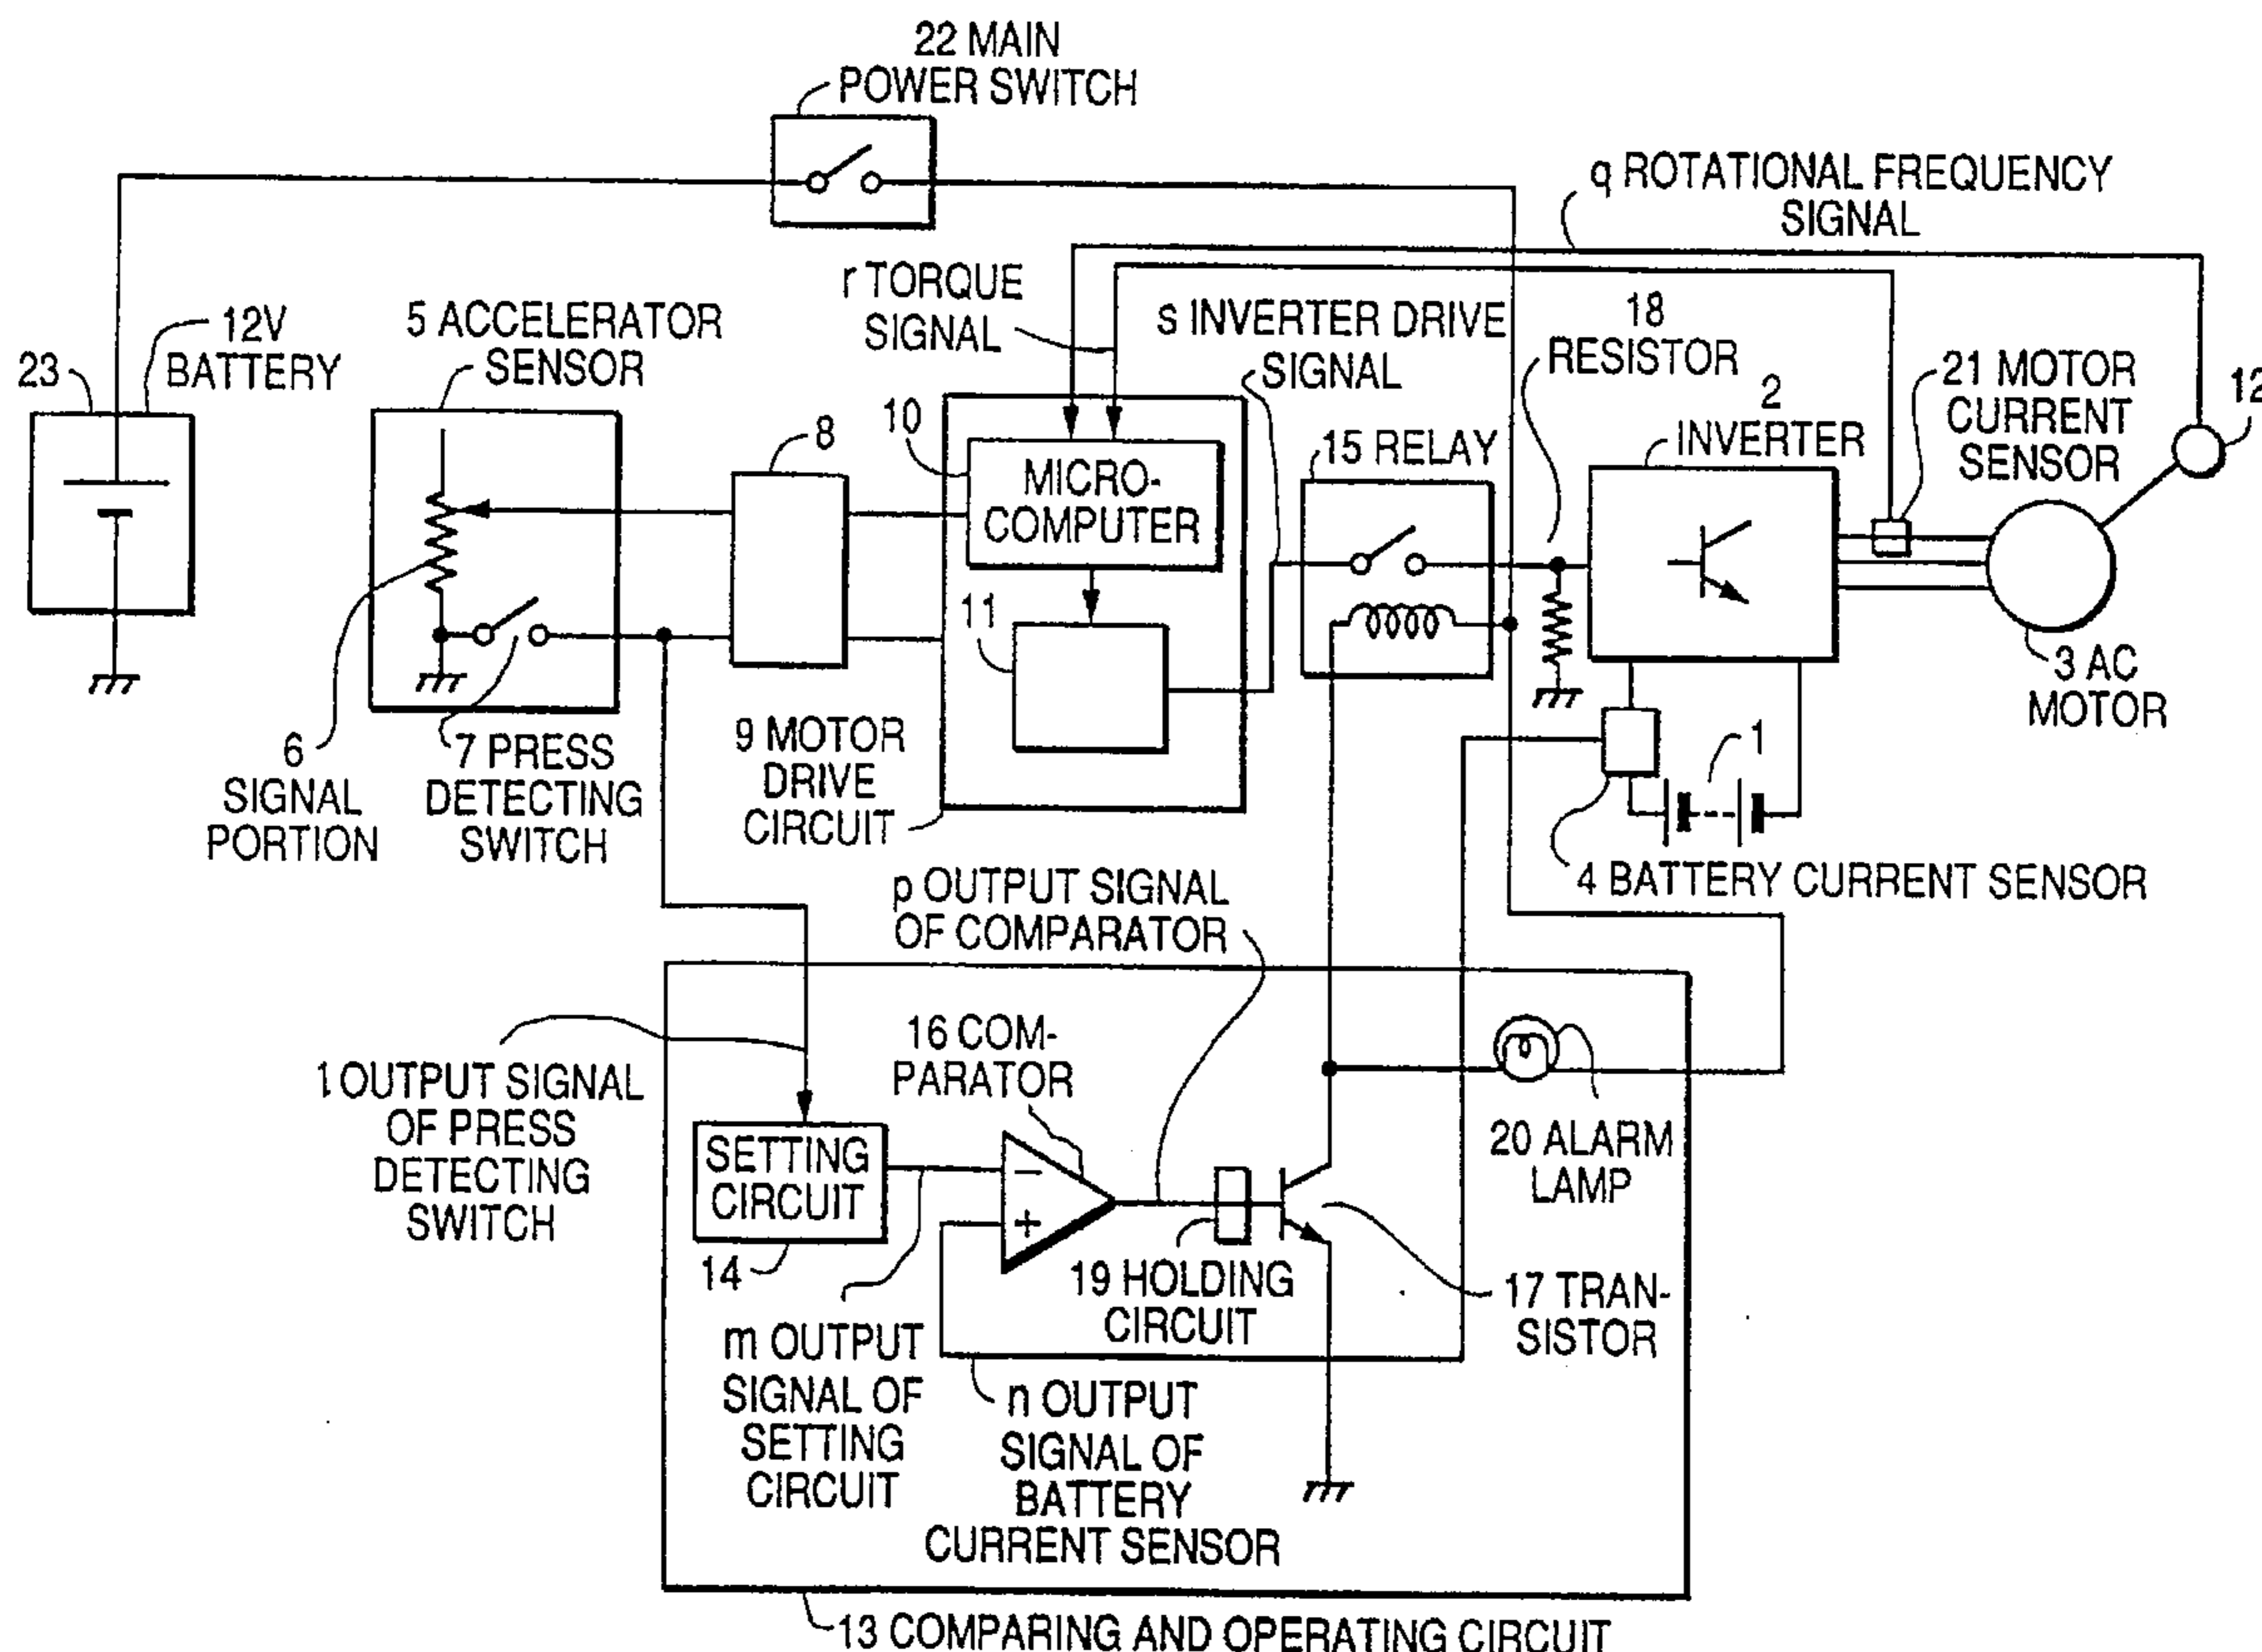 22 MAIN
POWER SWITCH
q ROTATIONAL FREQUENCY
SIGNAL
r TORQUE
SIGNAL
s INVERTER DRIVE
SIGNAL
18
RESISTOR
12V
BATTERY
23
5 ACCELERATOR
SENSOR
10
8
MICRO-
COMPUTER
11
15 RELAY
2
INVERTER
21 MOTOR
CURRENT
SENSOR
12
3 AC
MOTOR
6
SIGNAL
PORTION
7 PRESS
DETECTING
SWITCH
9 MOTOR
DRIVE
CIRCUIT
1
4 BATTERY CURRENT SENSOR
p OUTPUT SIGNAL
OF COMPARATOR
l OUTPUT SIGNAL
OF PRESS
DETECTING
SWITCH
16 COM-
PARATOR
SETTING
CIRCUIT
14
−
+
19 HOLDING
CIRCUIT
20 ALARM
LAMP
17 TRAN-
SISTOR
m OUTPUT
SIGNAL OF
SETTING
CIRCUIT
n OUTPUT
SIGNAL OF
BATTERY
CURRENT SENSOR
13 COMPARING AND OPERATING CIRCUIT